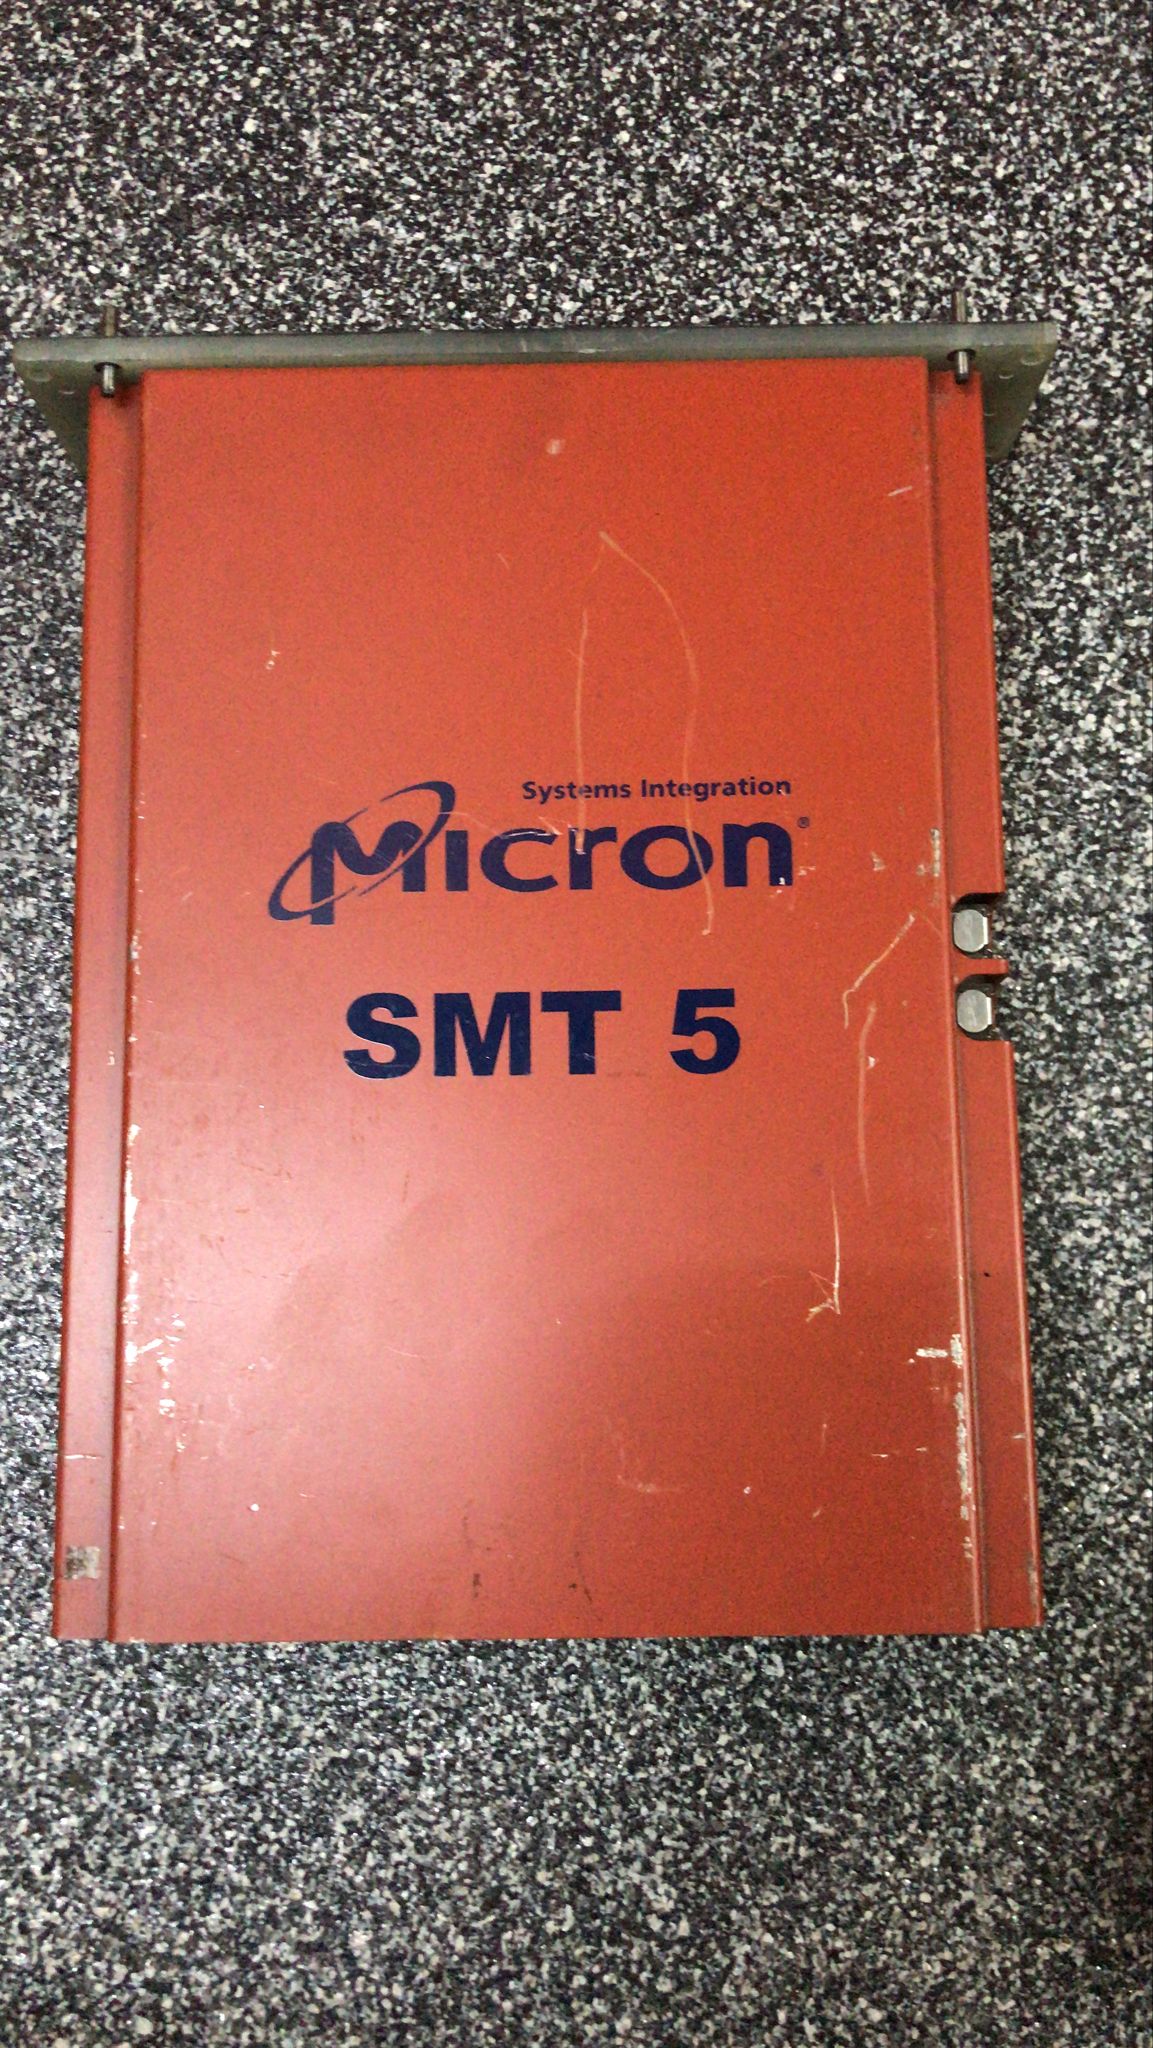 Systems Integration
Micron®
SMT 5